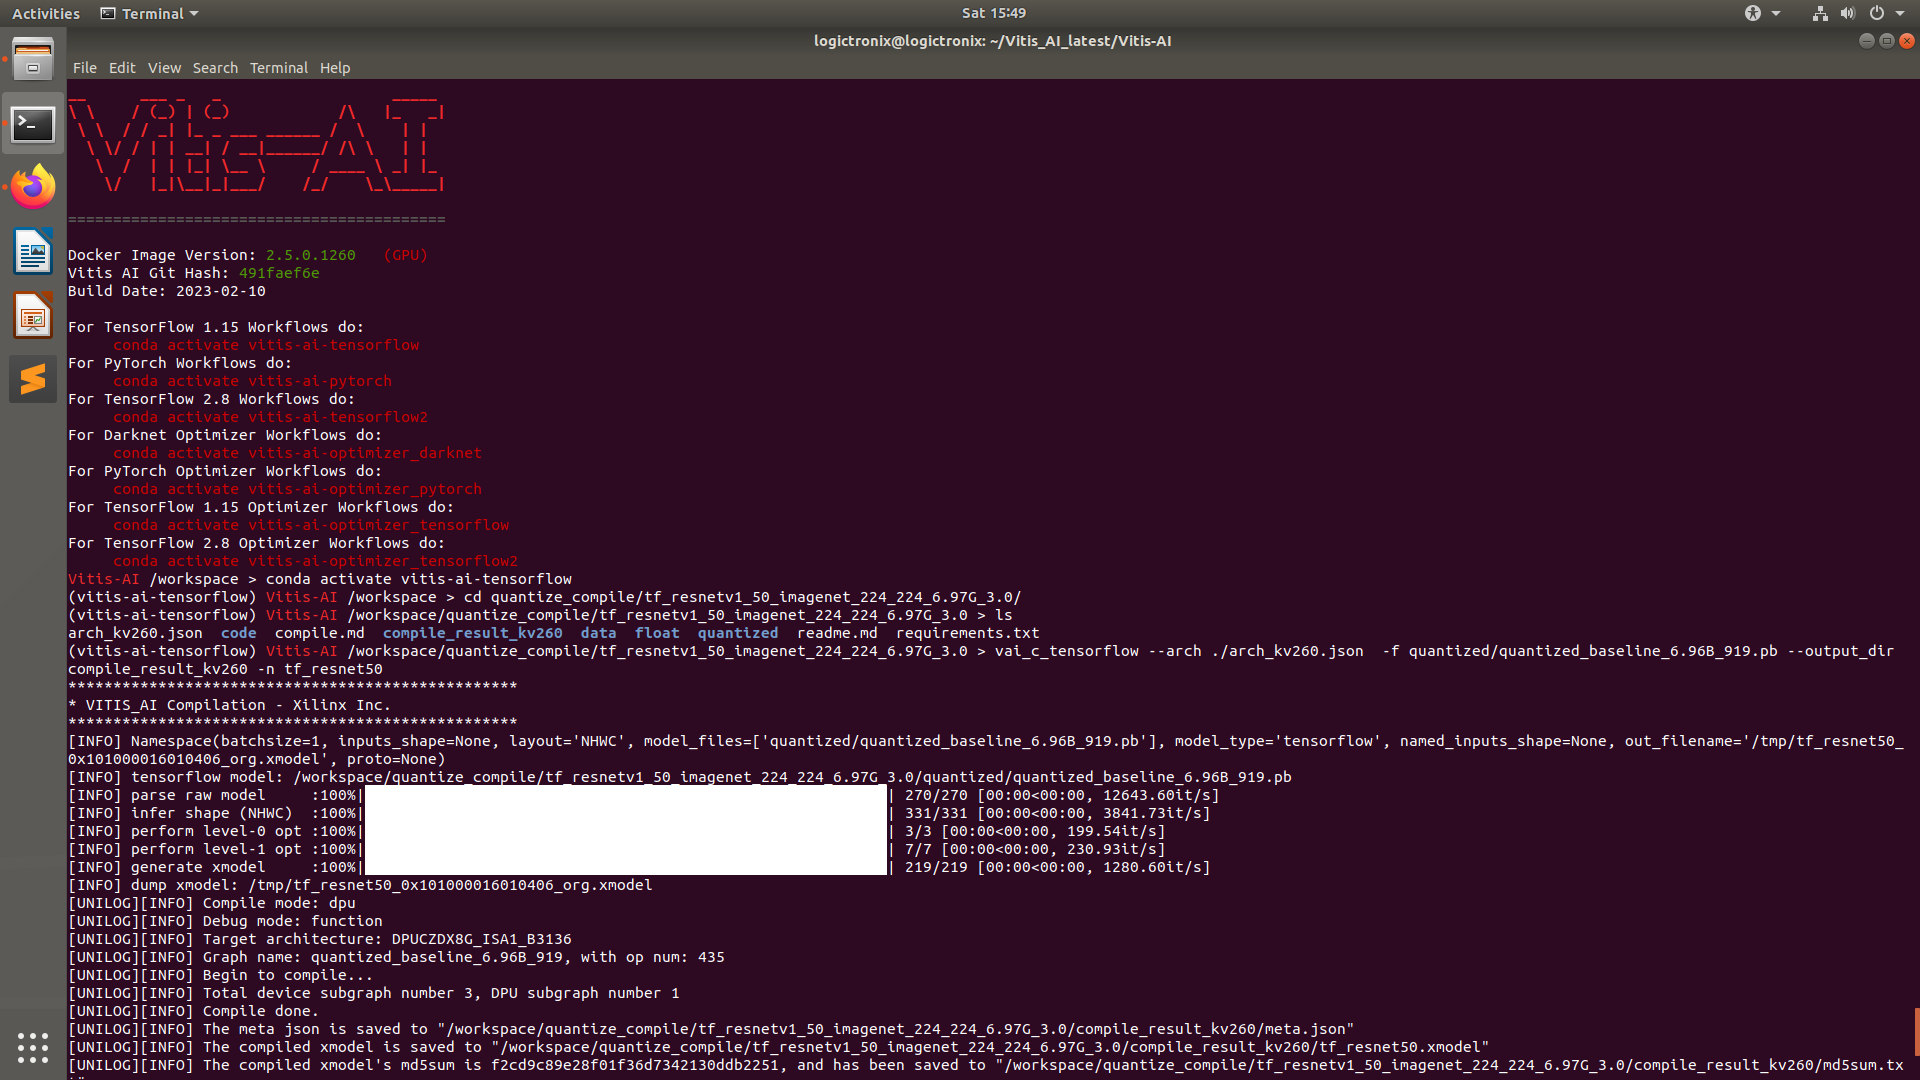 Activities Terminal Sat 15:49
logictronix@logictronix: ~/Vitis_AI_latest/Vitis-AI
File Edit View Search Terminal Help
__      ___ _   _                   _____
\ \    / (_) | (_)            /\   |_   _|
 \ \  / / _| |_ _ ___ ______ /  \    | |
  \ \/ / | | __| / __|______/ /\ \   | |
   \  /  | | |_| \__ \     / ____ \ _| |_
    \/   |_|\__|_|___/    /_/    \_\_____|
==========================================
Docker Image Version: 2.5.0.1260   (GPU)
Vitis AI Git Hash: 491faef6e
Build Date: 2023-02-10
For TensorFlow 1.15 Workflows do:
     conda activate vitis-ai-tensorflow
For PyTorch Workflows do:
     conda activate vitis-ai-pytorch
For TensorFlow 2.8 Workflows do:
     conda activate vitis-ai-tensorflow2
For Darknet Optimizer Workflows do:
     conda activate vitis-ai-optimizer_darknet
For PyTorch Optimizer Workflows do:
     conda activate vitis-ai-optimizer_pytorch
For TensorFlow 1.15 Optimizer Workflows do:
     conda activate vitis-ai-optimizer_tensorflow
For TensorFlow 2.8 Optimizer Workflows do:
     conda activate vitis-ai-optimizer_tensorflow2
Vitis-AI /workspace > conda activate vitis-ai-tensorflow
(vitis-ai-tensorflow) Vitis-AI /workspace > cd quantize_compile/tf_resnetv1_50_imagenet_224_224_6.97G_3.0/
(vitis-ai-tensorflow) Vitis-AI /workspace/quantize_compile/tf_resnetv1_50_imagenet_224_224_6.97G_3.0 > ls
arch_kv260.json  code  compile.md  compile_result_kv260  data  float  quantized  readme.md  requirements.txt
(vitis-ai-tensorflow) Vitis-AI /workspace/quantize_compile/tf_resnetv1_50_imagenet_224_224_6.97G_3.0 > vai_c_tensorflow --arch ./arch_kv260.json  -f quantized/quantized_baseline_6.96B_919.pb --output_dir
compile_result_kv260 -n tf_resnet50
**************************************************
* VITIS_AI Compilation - Xilinx Inc.
**************************************************
[INFO] Namespace(batchsize=1, inputs_shape=None, layout='NHWC', model_files=['quantized/quantized_baseline_6.96B_919.pb'], model_type='tensorflow', named_inputs_shape=None, out_filename='/tmp/tf_resnet50_
0x101000016010406_org.xmodel', proto=None)
[INFO] tensorflow model: /workspace/quantize_compile/tf_resnetv1_50_imagenet_224_224_6.97G_3.0/quantized/quantized_baseline_6.96B_919.pb
[INFO] parse raw model     :100%| | 270/270 [00:00<00:00, 12643.60it/s]
[INFO] infer shape (NHWC)  :100%| | 331/331 [00:00<00:00, 3841.73it/s]
[INFO] perform level-0 opt :100%| | 3/3 [00:00<00:00, 199.54it/s]
[INFO] perform level-1 opt :100%| | 7/7 [00:00<00:00, 230.93it/s]
[INFO] generate xmodel     :100%| | 219/219 [00:00<00:00, 1280.60it/s]
[INFO] dump xmodel: /tmp/tf_resnet50_0x101000016010406_org.xmodel
[UNILOG][INFO] Compile mode: dpu
[UNILOG][INFO] Debug mode: function
[UNILOG][INFO] Target architecture: DPUCZDX8G_ISA1_B3136
[UNILOG][INFO] Graph name: quantized_baseline_6.96B_919, with op num: 435
[UNILOG][INFO] Begin to compile...
[UNILOG][INFO] Total device subgraph number 3, DPU subgraph number 1
[UNILOG][INFO] Compile done.
[UNILOG][INFO] The meta json is saved to "/workspace/quantize_compile/tf_resnetv1_50_imagenet_224_224_6.97G_3.0/compile_result_kv260/meta.json"
[UNILOG][INFO] The compiled xmodel is saved to "/workspace/quantize_compile/tf_resnetv1_50_imagenet_224_224_6.97G_3.0/compile_result_kv260/tf_resnet50.xmodel"
[UNILOG][INFO] The compiled xmodel's md5sum is f2cd9c89e28f01f36d7342130ddb2251, and has been saved to "/workspace/quantize_compile/tf_resnetv1_50_imagenet_224_224_6.97G_3.0/compile_result_kv260/md5sum.tx